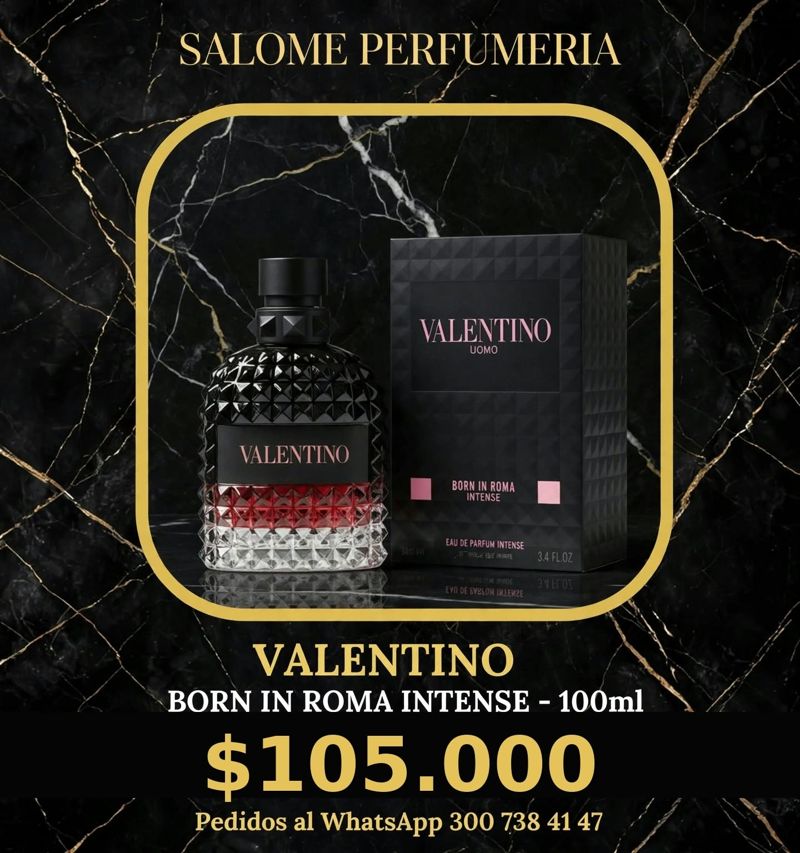 SALOME PERFUMERIA
VALENTINO
UOMO
VALENTINO
BORN IN ROMA
INTENSE
EAU DE PARFUM INTENSE
3.4 FL.OZ
VALENTINO
BORN IN ROMA INTENSE - 100ml
$105.000
Pedidos al WhatsApp 300 738 41 47